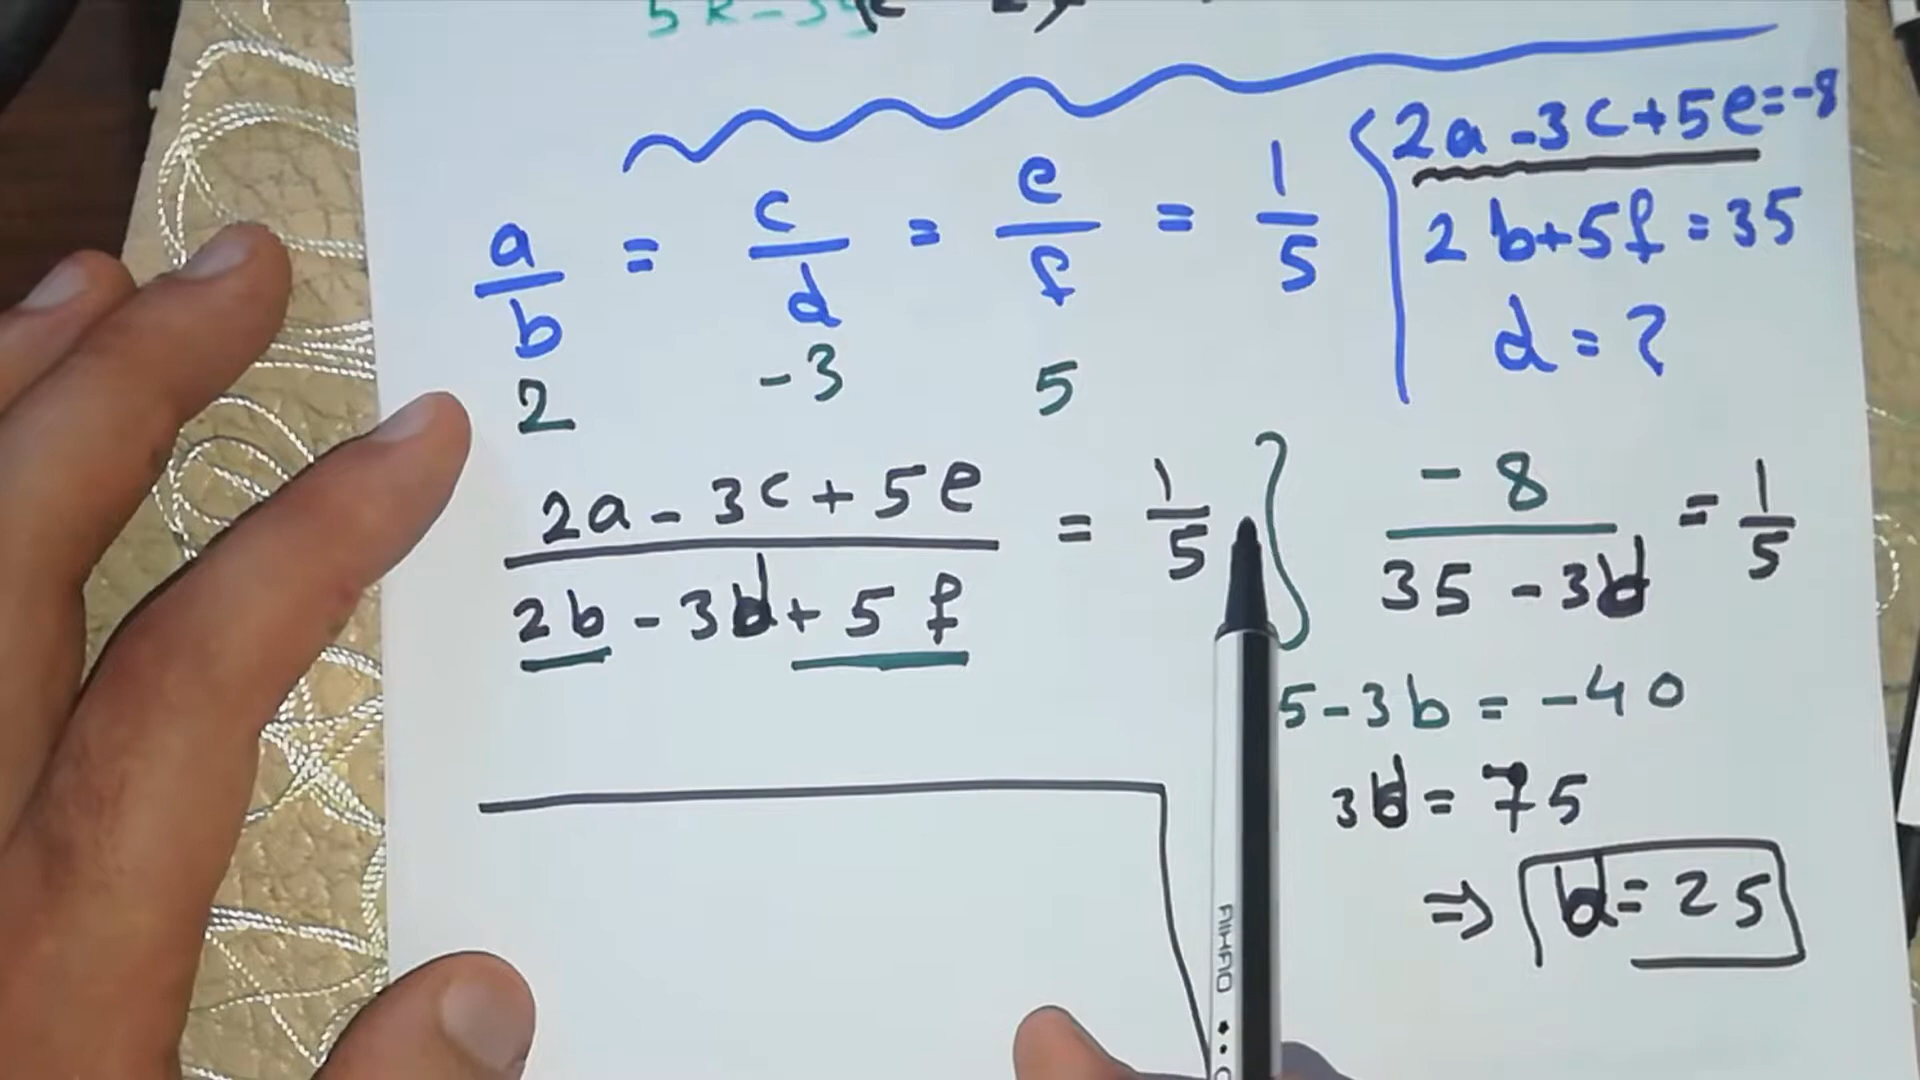 a/b = c/d = e/f = 1/5
2 -3 5
2a - 3c + 5e = -8
2b + 5f = 35
d = ?
(2a - 3c + 5e)/(2b - 3d + 5f) = 1/5
-8/(35 - 3d) = 1/5
5 - 3b = -40
3d = 75
⇒ d = 25
AIHAO